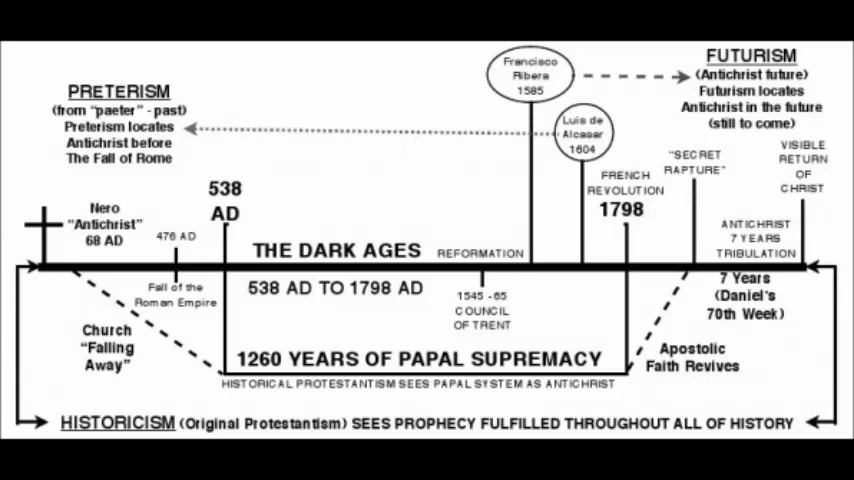 PRETERISM
(from "paeter" - past)
Preterism locates
Antichrist before
The Fall of Rome
Francisco
Ribera
1585
FUTURISM
(Antichrist future)
Futurism locates
Antichrist in the future
(still to come)
Luis de
Alcasar
1604
Nero
"Antichrist"
68 AD
476 AD
538
AD
FRENCH
REVOLUTION
1798
"SECRET
RAPTURE"
VISIBLE
RETURN
OF
CHRIST
THE DARK AGES
REFORMATION
ANTICHRIST
7 YEARS
TRIBULATION
Fall of the
Roman Empire
538 AD TO 1798 AD
1545 -65
COUNCIL
OF TRENT
7 Years
(Daniel's
70th Week)
Church
"Falling
Away"
1260 YEARS OF PAPAL SUPREMACY
Apostolic
Faith Revives
HISTORICAL PROTESTANTISM SEES PAPAL SYSTEM AS ANTICHRIST
HISTORICISM (Original Protestantism) SEES PROPHECY FULFILLED THROUGHOUT ALL OF HISTORY